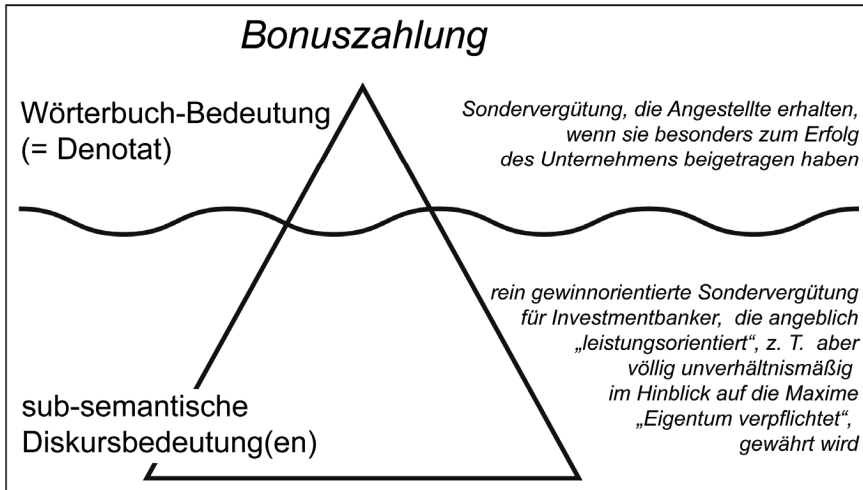 Bonuszahlung
Wörterbuch-Bedeutung
(= Denotat)
Sondervergütung, die Angestellte erhalten,
wenn sie besonders zum Erfolg
des Unternehmens beigetragen haben
rein gewinnorientierte Sondervergütung
für Investmentbanker, die angeblich
„leistungsorientiert“, z. T. aber
völlig unverhältnismäßig
im Hinblick auf die Maxime
„Eigentum verpflichtet“,
gewährt wird
sub-semantische
Diskursbedeutung(en)